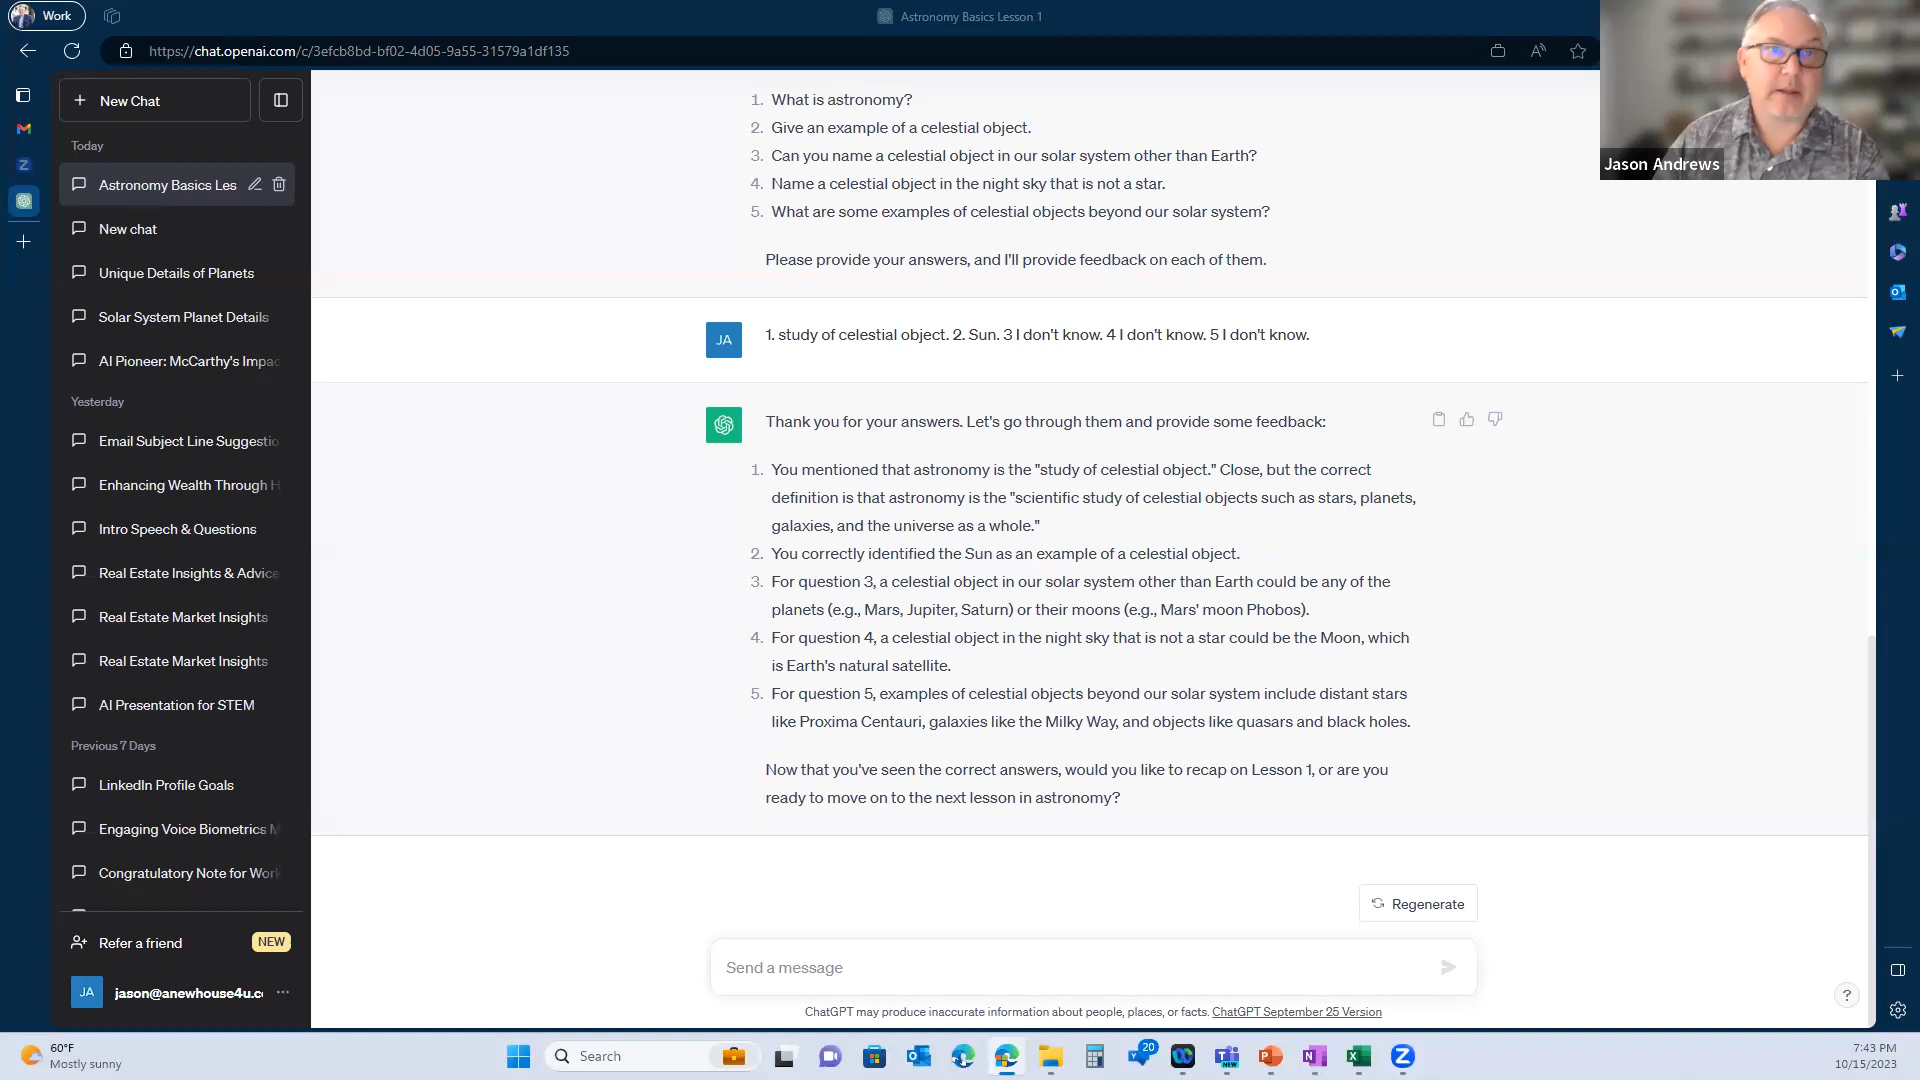 Work
Astronomy Basics Lesson 1
https://chat.openai.com/c/3efcb8bd-bf02-4d05-9a55-31579a1df135
New Chat
Today
Astronomy Basics Les
New chat
Unique Details of Planets
Solar System Planet Details
AI Pioneer: McCarthy's Impac
Yesterday
Email Subject Line Suggestio
Enhancing Wealth Through H
Intro Speech & Questions
Real Estate Insights & Advice
Real Estate Market Insights
Real Estate Market Insights
AI Presentation for STEM
Previous 7 Days
LinkedIn Profile Goals
Engaging Voice Biometrics M
Congratulatory Note for Work
Refer a friend
NEW
JA
jason@anewhouse4u.c
1. What is astronomy?
2. Give an example of a celestial object.
3. Can you name a celestial object in our solar system other than Earth?
4. Name a celestial object in the night sky that is not a star.
5. What are some examples of celestial objects beyond our solar system?
Please provide your answers, and I'll provide feedback on each of them.
JA
1. study of celestial object. 2. Sun. 3 I don't know. 4 I don't know. 5 I don't know.
Thank you for your answers. Let's go through them and provide some feedback:
1. You mentioned that astronomy is the "study of celestial object." Close, but the correct
definition is that astronomy is the "scientific study of celestial objects such as stars, planets,
galaxies, and the universe as a whole."
2. You correctly identified the Sun as an example of a celestial object.
3. For question 3, a celestial object in our solar system other than Earth could be any of the
planets (e.g., Mars, Jupiter, Saturn) or their moons (e.g., Mars' moon Phobos).
4. For question 4, a celestial object in the night sky that is not a star could be the Moon, which
is Earth's natural satellite.
5. For question 5, examples of celestial objects beyond our solar system include distant stars
like Proxima Centauri, galaxies like the Milky Way, and objects like quasars and black holes.
Now that you've seen the correct answers, would you like to recap on Lesson 1, or are you
ready to move on to the next lesson in astronomy?
Regenerate
Send a message
ChatGPT may produce inaccurate information about people, places, or facts. ChatGPT September 25 Version
?
Jason Andrews
60°F
Mostly sunny
Search
20
NEW
7:43 PM
10/15/2023